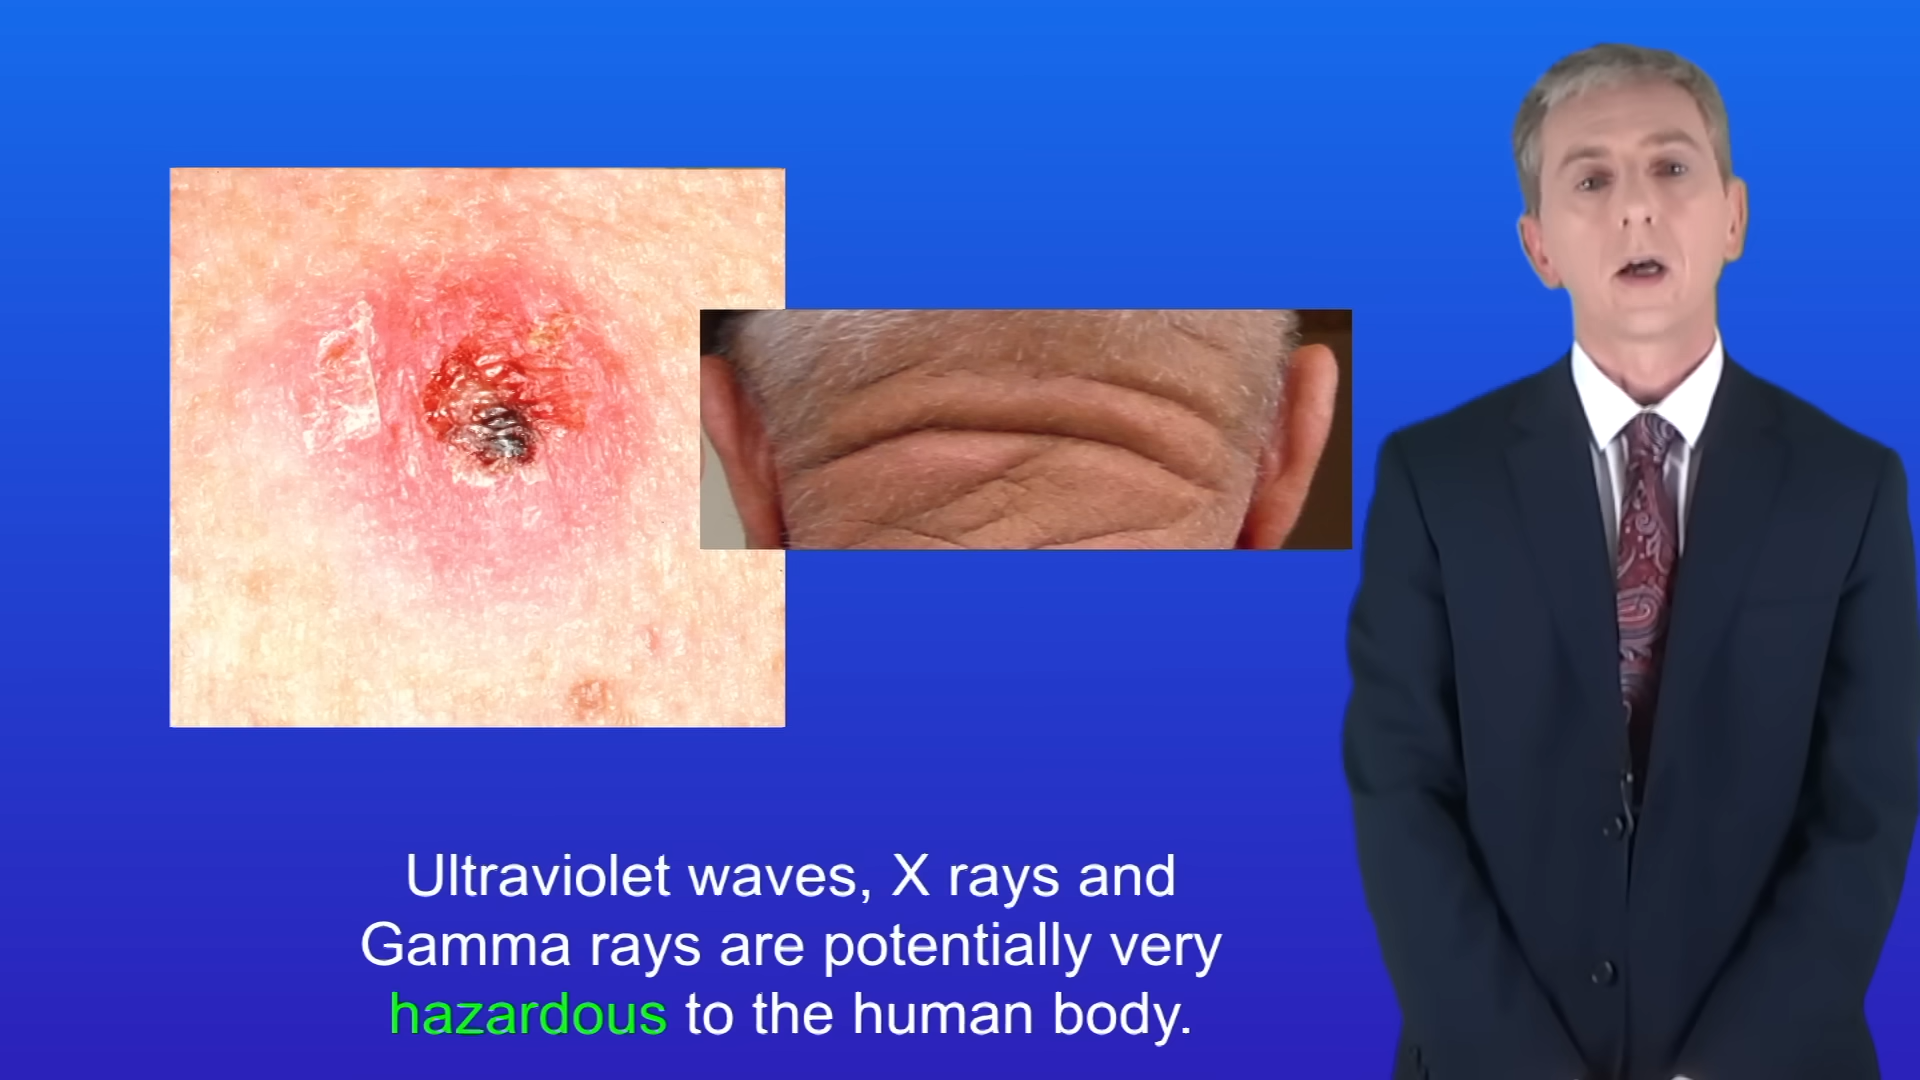 Ultraviolet waves, X rays and
Gamma rays are potentially very
hazardous to the human body.